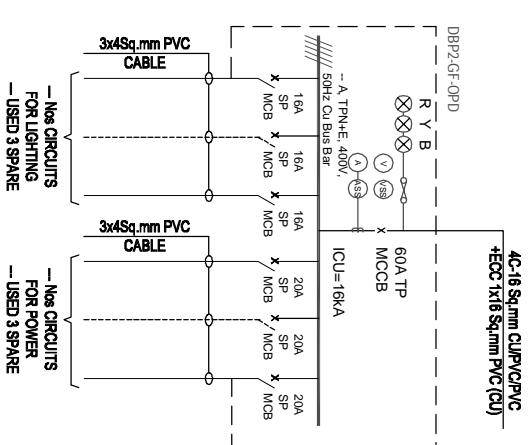 DBP2-GF-OPD
4C-16 Sq.mm CU/PVC/PVC
+ECC 1x16 Sq.mm PVC (CU)
R Y B
V
VSS
A
ASS
60A TP
MCCB
ICU=16kA
-- A, TPN+E, 400V,
50Hz Cu Bus Bar
16A
SP
MCB
16A
SP
MCB
16A
SP
MCB
20A
SP
MCB
20A
SP
MCB
20A
SP
MCB
3x4Sq.mm PVC
CABLE
3x4Sq.mm PVC
CABLE
— Nos CIRCUITS
FOR LIGHTING
— USED 3 SPARE
— Nos CIRCUITS
FOR POWER
— USED 3 SPARE